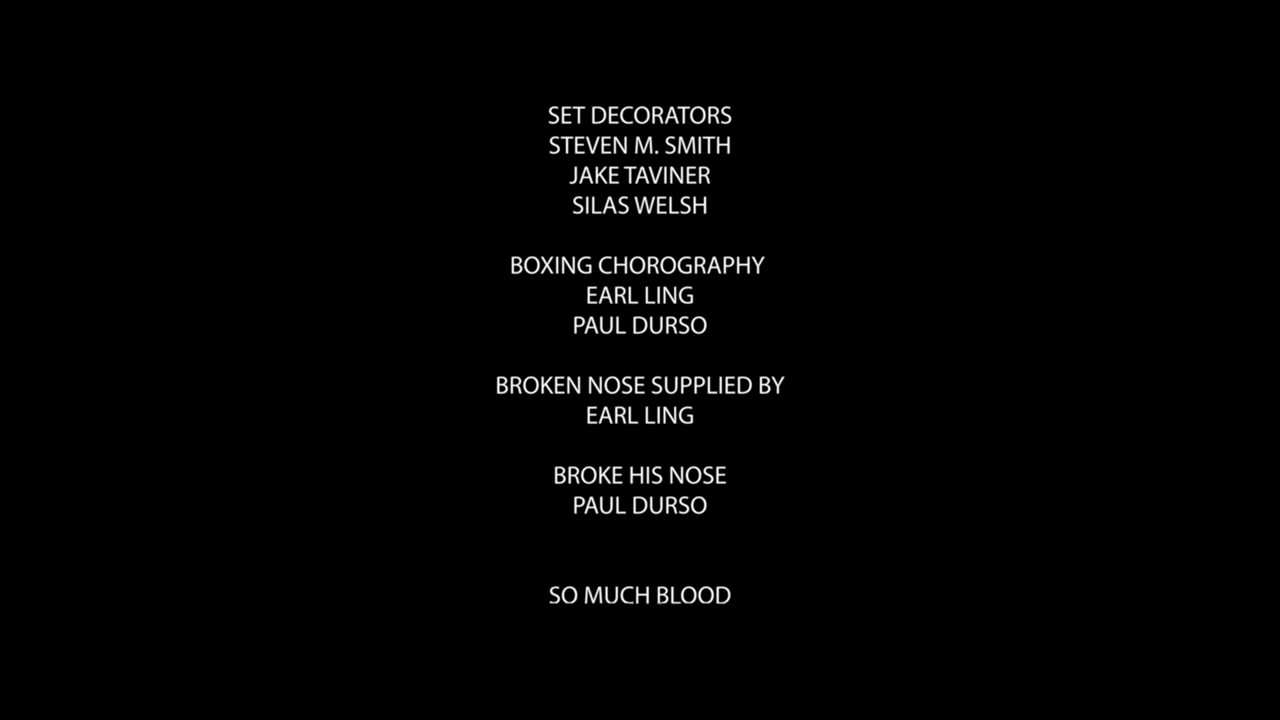 SET DECORATORS
STEVEN M. SMITH
JAKE TAVINER
SILAS WELSH
BOXING CHOROGRAPHY
EARL LING
PAUL DURSO
BROKEN NOSE SUPPLIED BY
EARL LING
BROKE HIS NOSE
PAUL DURSO
SO MUCH BLOOD